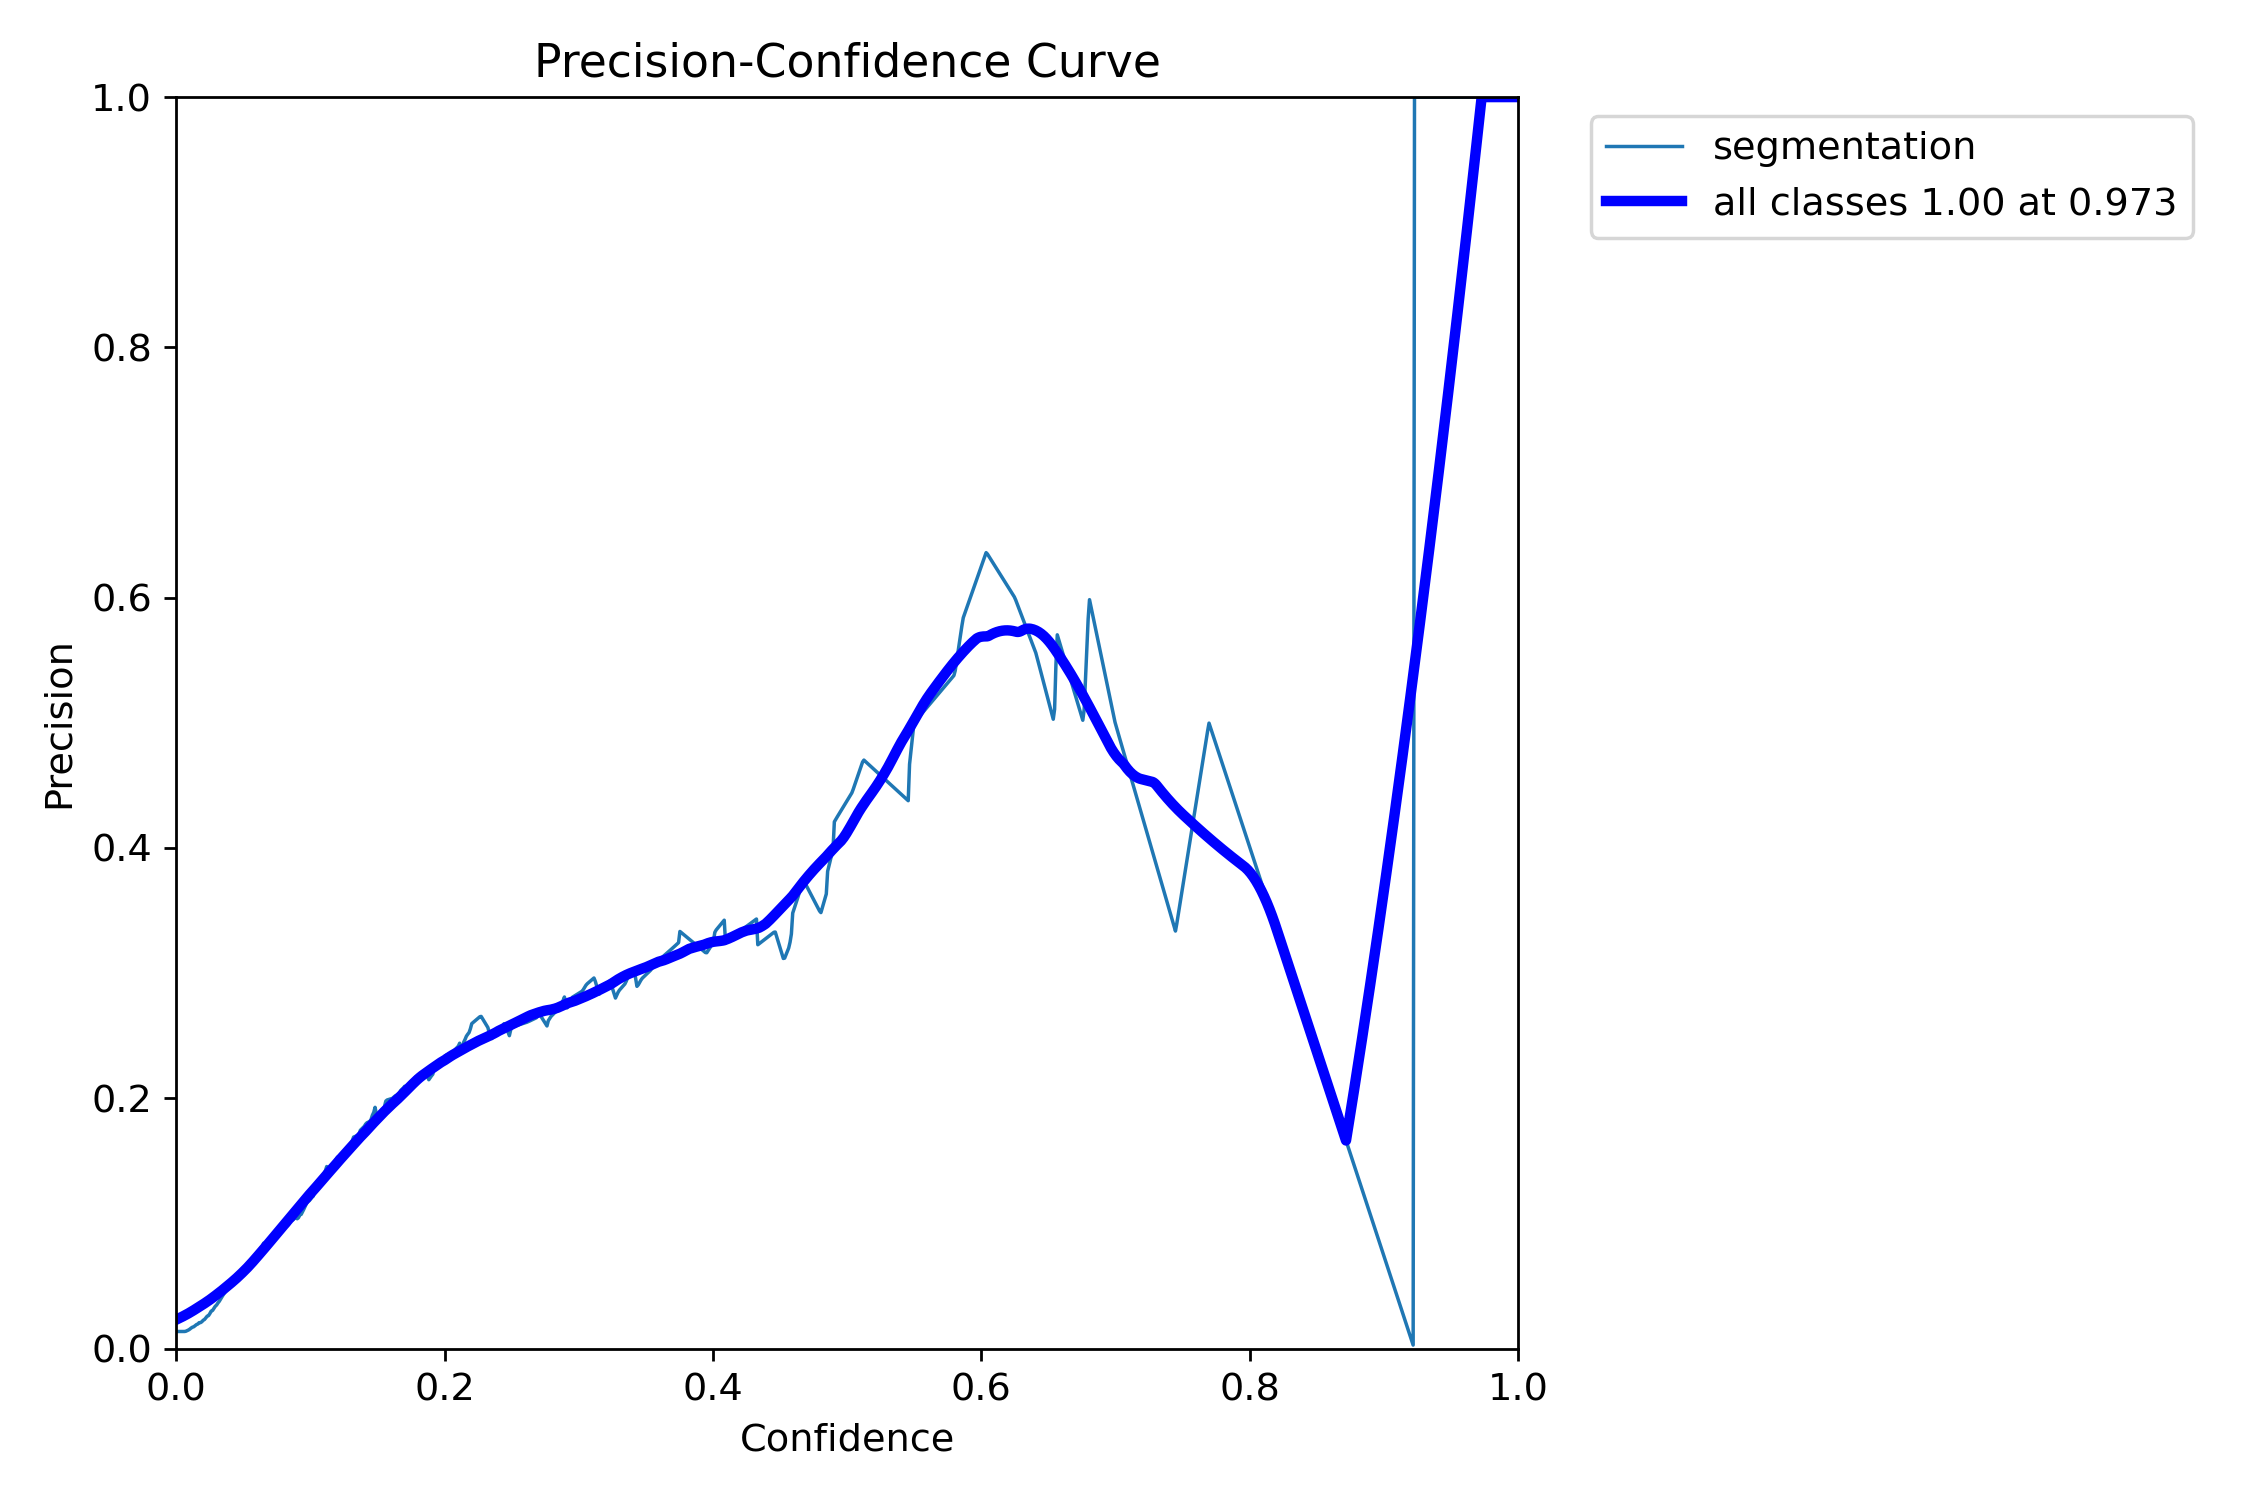 Precision-Confidence Curve
1.0
0.8
0.6
0.4
0.2
0.0
Precision
0.0 0.2 0.4 0.6 0.8 1.0
Confidence
segmentation
all classes 1.00 at 0.973